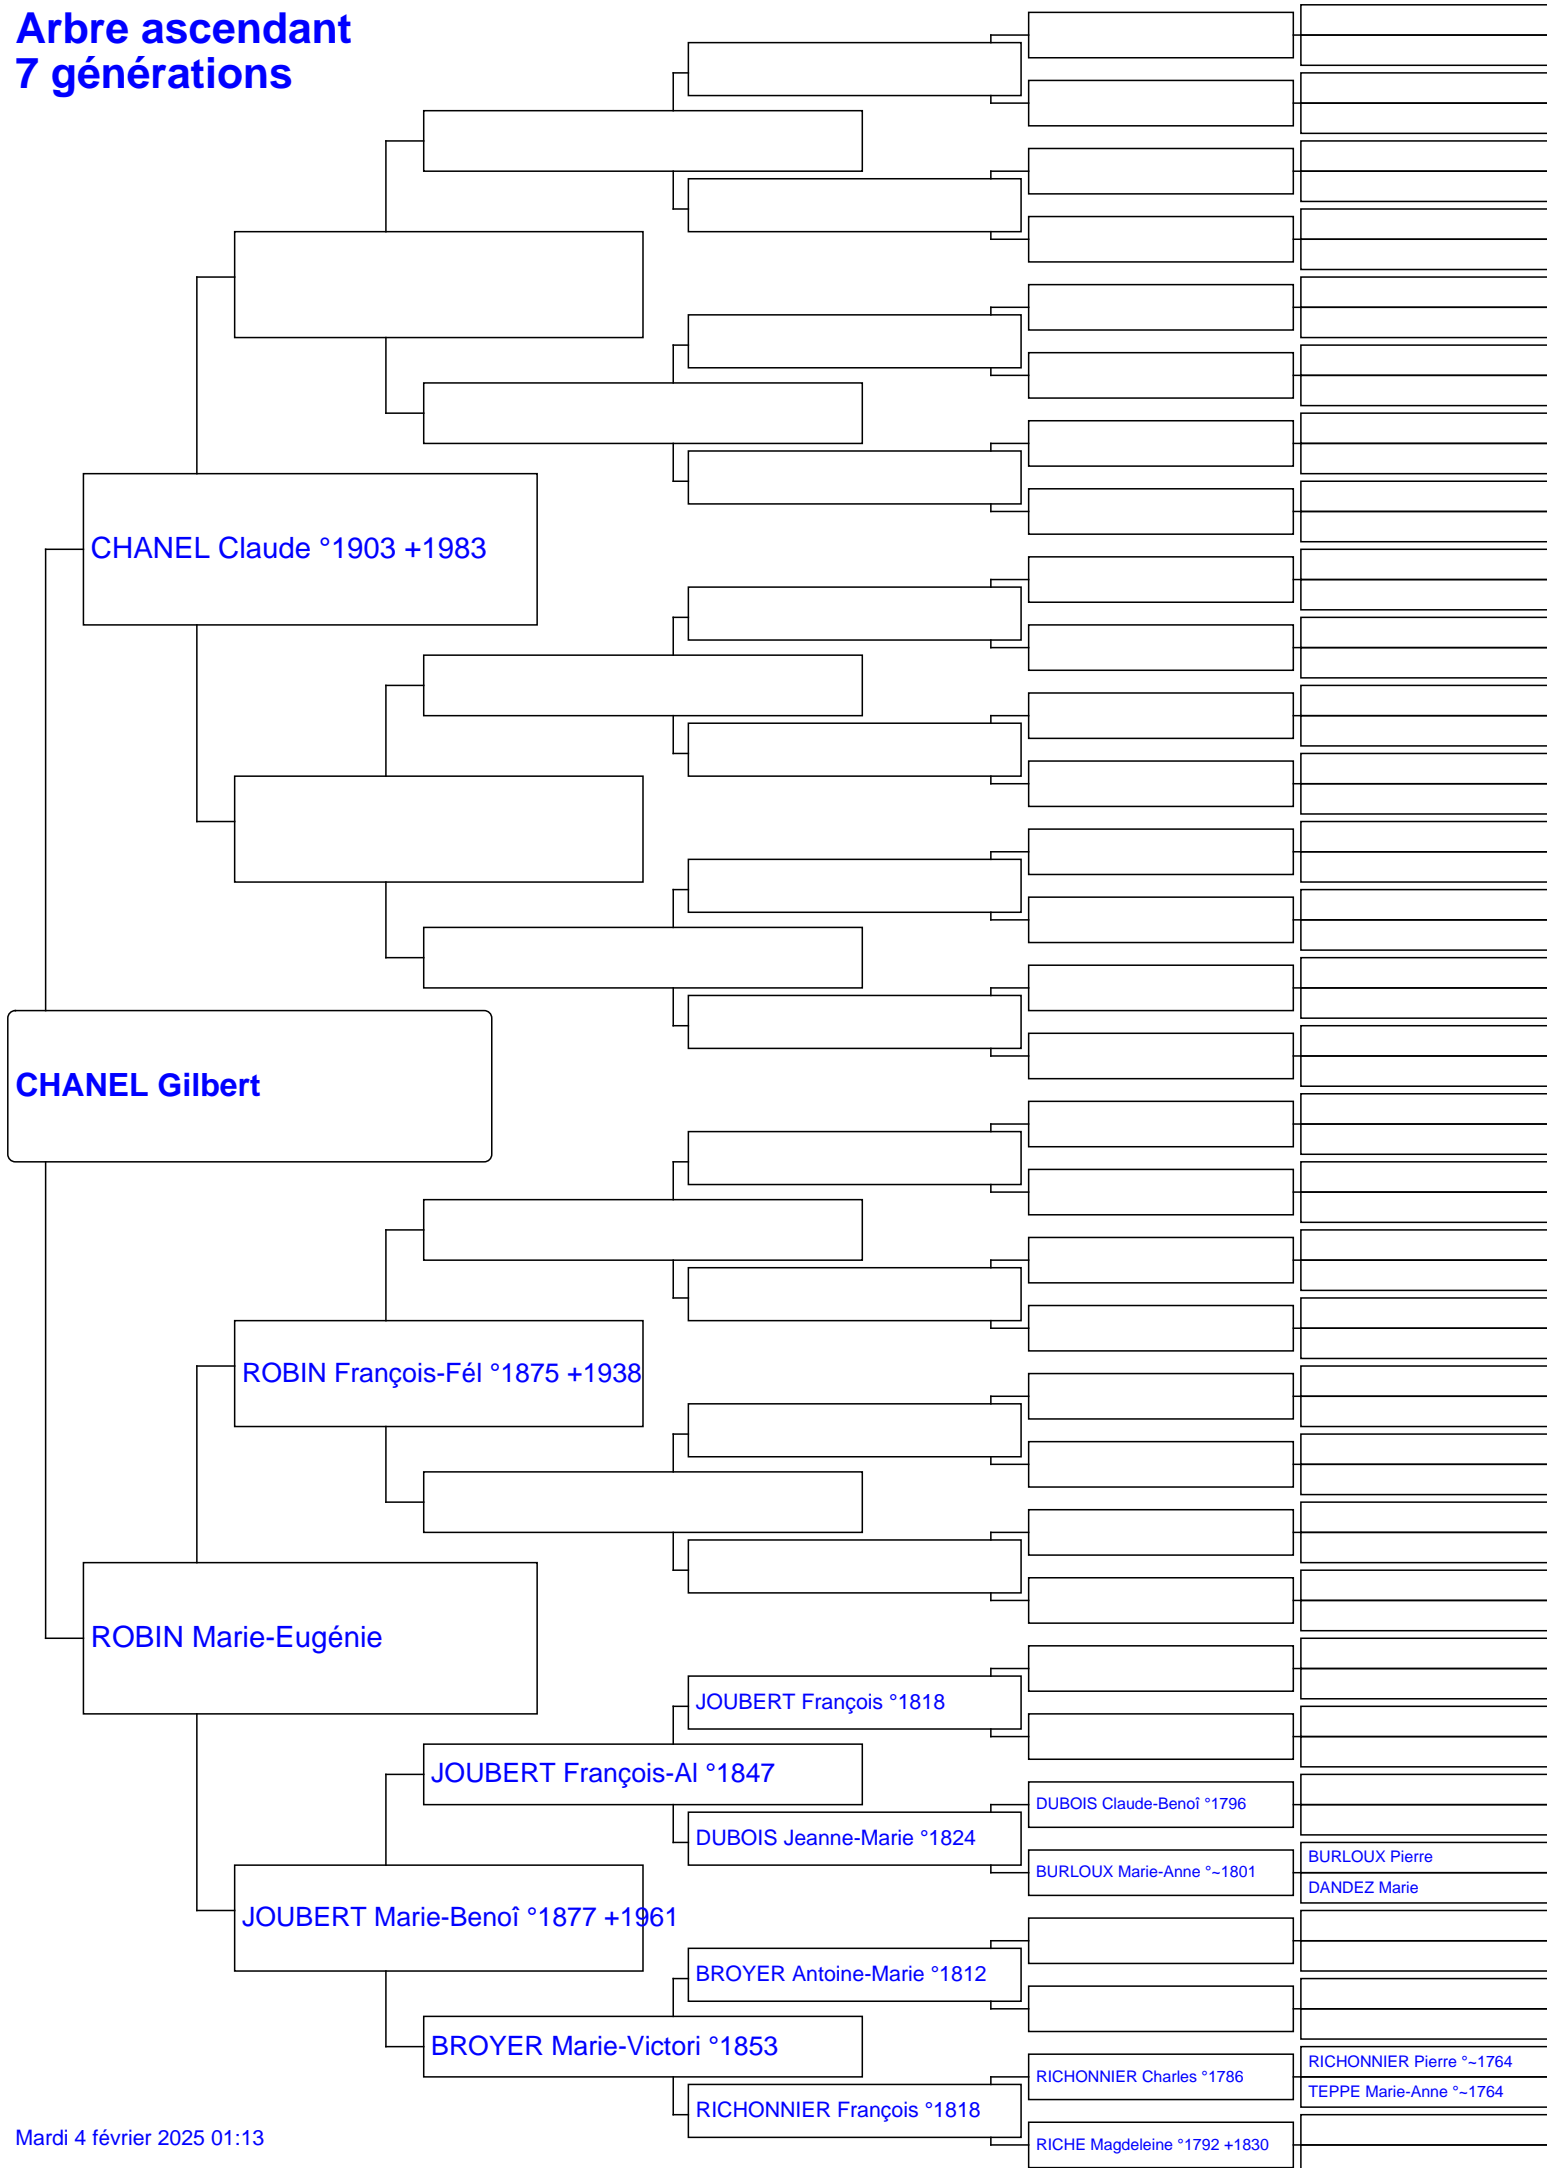 Arbre ascendant
7 générations
CHANEL Claude °1903 +1983
CHANEL Gilbert
ROBIN François-Fél °1875 +1938
ROBIN Marie-Eugénie
JOUBERT François °1818
JOUBERT François-Al °1847
DUBOIS Claude-Benoî °1796
DUBOIS Jeanne-Marie °1824
BURLOUX Pierre
BURLOUX Marie-Anne °~1801
DANDEZ Marie
JOUBERT Marie-Benoî °1877 +1961
BROYER Antoine-Marie °1812
BROYER Marie-Victori °1853
RICHONNIER Pierre °~1764
RICHONNIER Charles °1786
TEPPE Marie-Anne °~1764
RICHONNIER François °1818
RICHE Magdeleine °1792 +1830
Mardi 4 février 2025 01:13